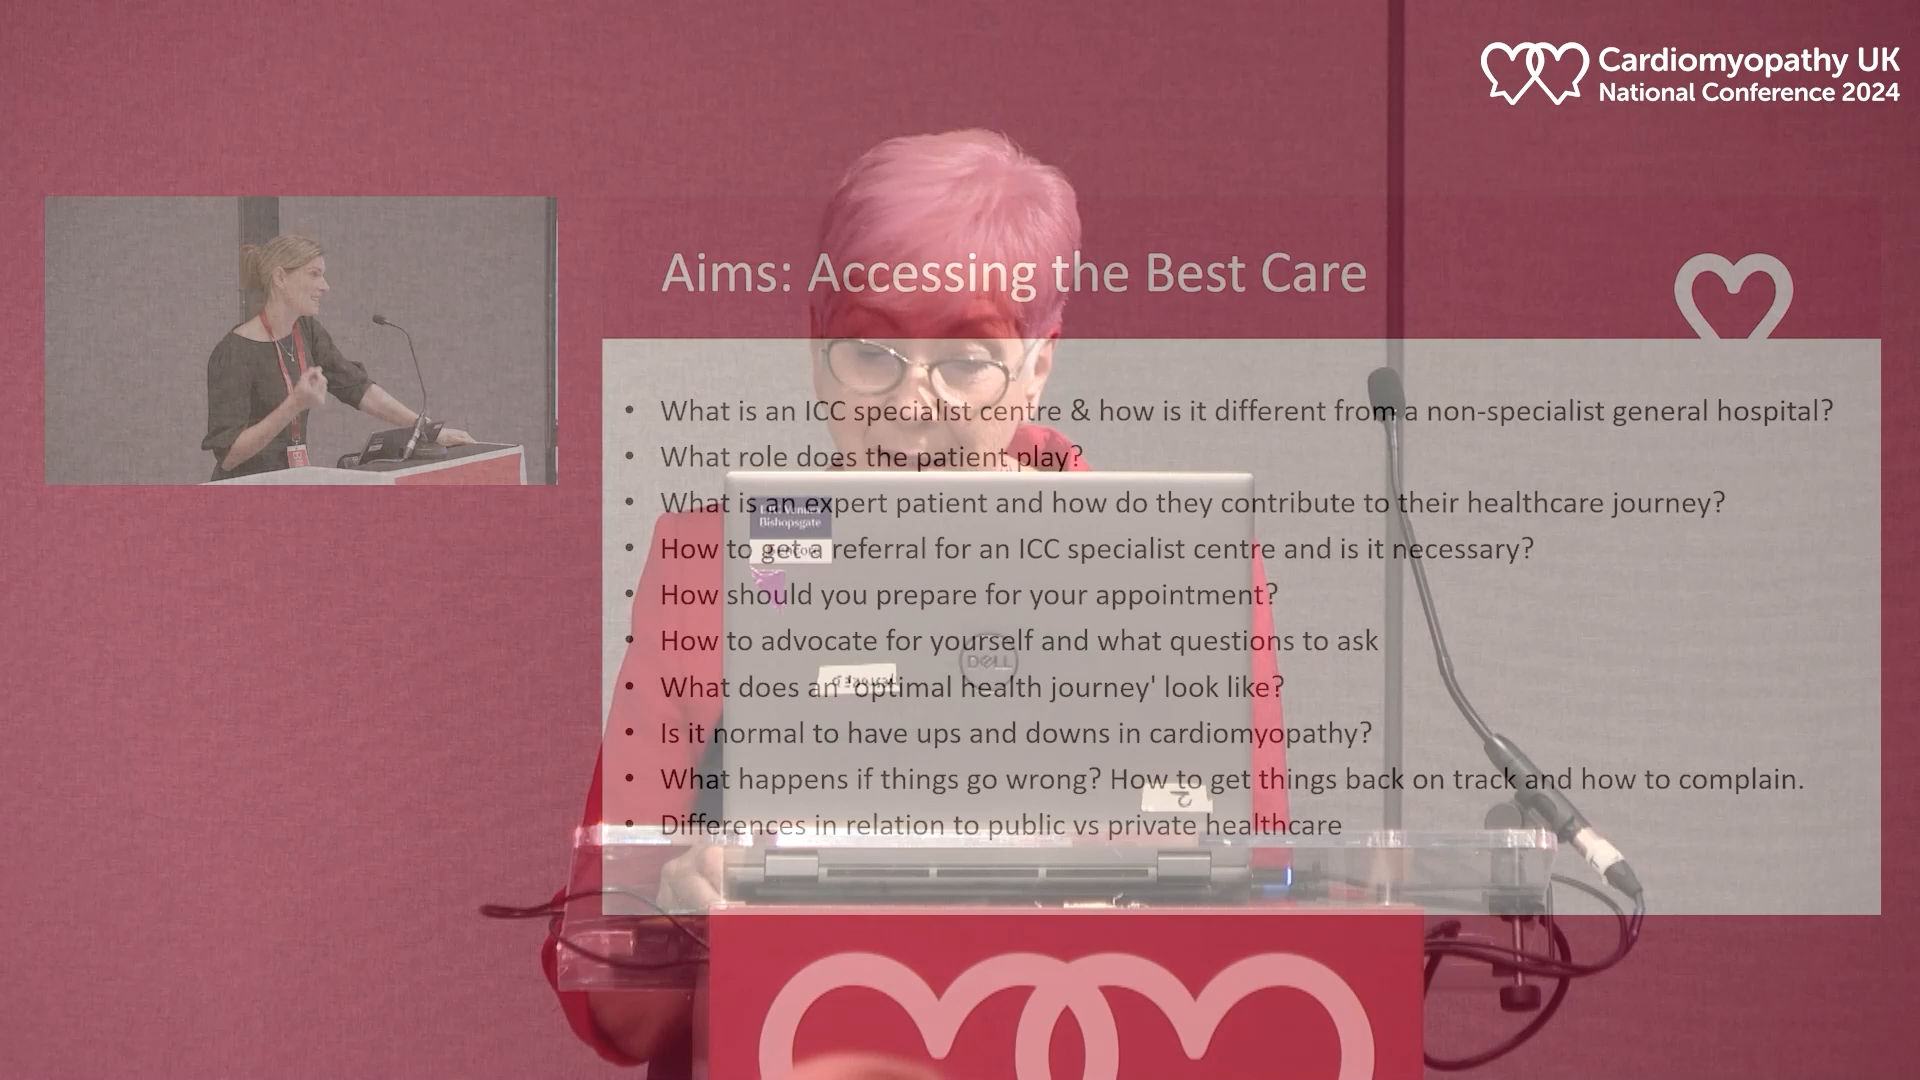 Cardiomyopathy UK
National Conference 2024
Aims: Accessing the Best Care
• What is an ICC specialist centre & how is it different from a non-specialist general hospital?
• What role does the patient play?
• What is an expert patient and how do they contribute to their healthcare journey?
• How to get a referral for an ICC specialist centre and is it necessary?
• How should you prepare for your appointment?
• How to advocate for yourself and what questions to ask
• What does an 'optimal health journey' look like?
• Is it normal to have ups and downs in cardiomyopathy?
• What happens if things go wrong? How to get things back on track and how to complain.
• Differences in relation to public vs private healthcare
Bishopsgate
DELL
2